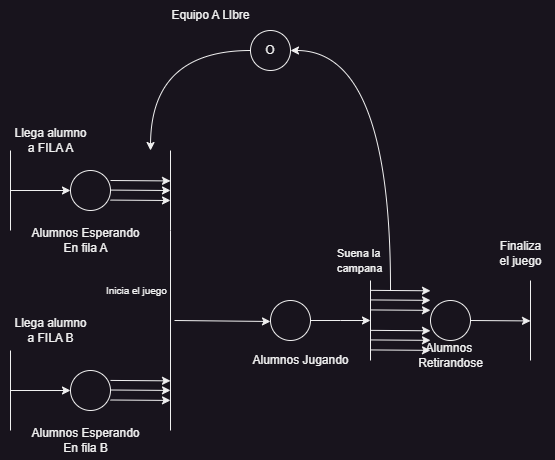 Equipo A LIbre
O
Llega alumno
a FILA A
Alumnos Esperando
En fila A
Suena la
campana
Finaliza
el juego
Inicia el juego
Llega alumno
a FILA B
Alumnos Jugando
Alumnos
Retirandose
Alumnos Esperando
En fila B